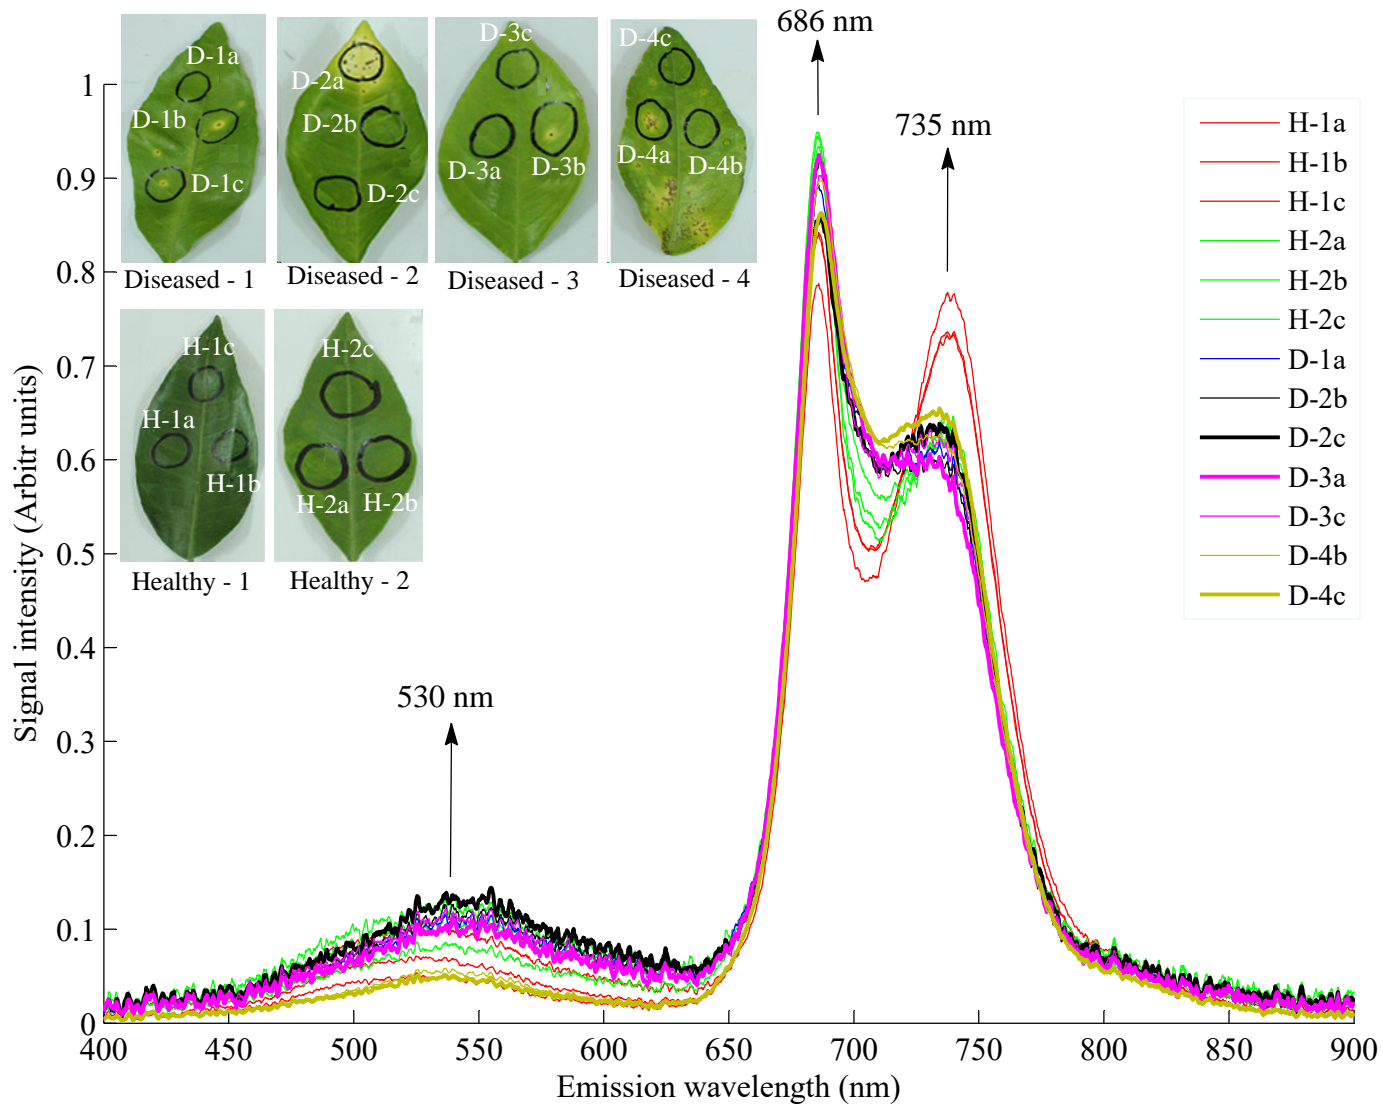 686 nm
735 nm
530 nm
D-1a
D-1b
D-1c
Diseased - 1
D-2a
D-2b
D-2c
Diseased - 2
D-3c
D-3a
D-3b
Diseased - 3
D-4c
D-4a
D-4b
Diseased - 4
H-1c
H-1a
H-1b
Healthy - 1
H-2c
H-2a
H-2b
Healthy - 2
H-1a
H-1b
H-1c
H-2a
H-2b
H-2c
D-1a
D-2b
D-2c
D-3a
D-3c
D-4b
D-4c
Signal intensity (Arbitr units)
1
0.9
0.8
0.7
0.6
0.5
0.4
0.3
0.2
0.1
0
400 450 500 550 600 650 700 750 800 850 900
Emission wavelength (nm)